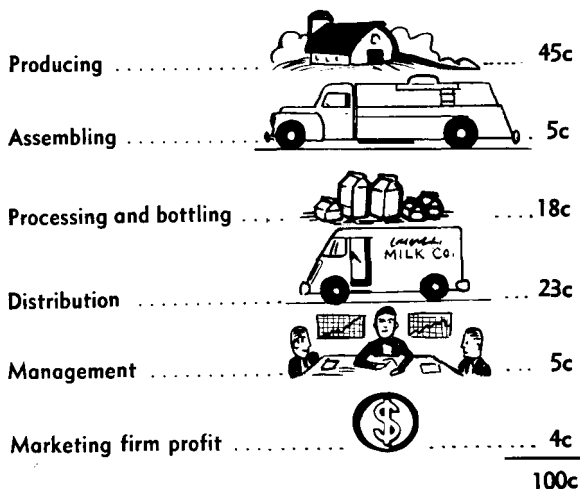 Producing .......... ..... 45c
Assembling .......... . 5c
Processing and bottling ... ....18c
MILK CO.
Distribution .......... ... 23c
Management .......... ... 5c
$
Marketing firm profit ...... ......... 4c
100c